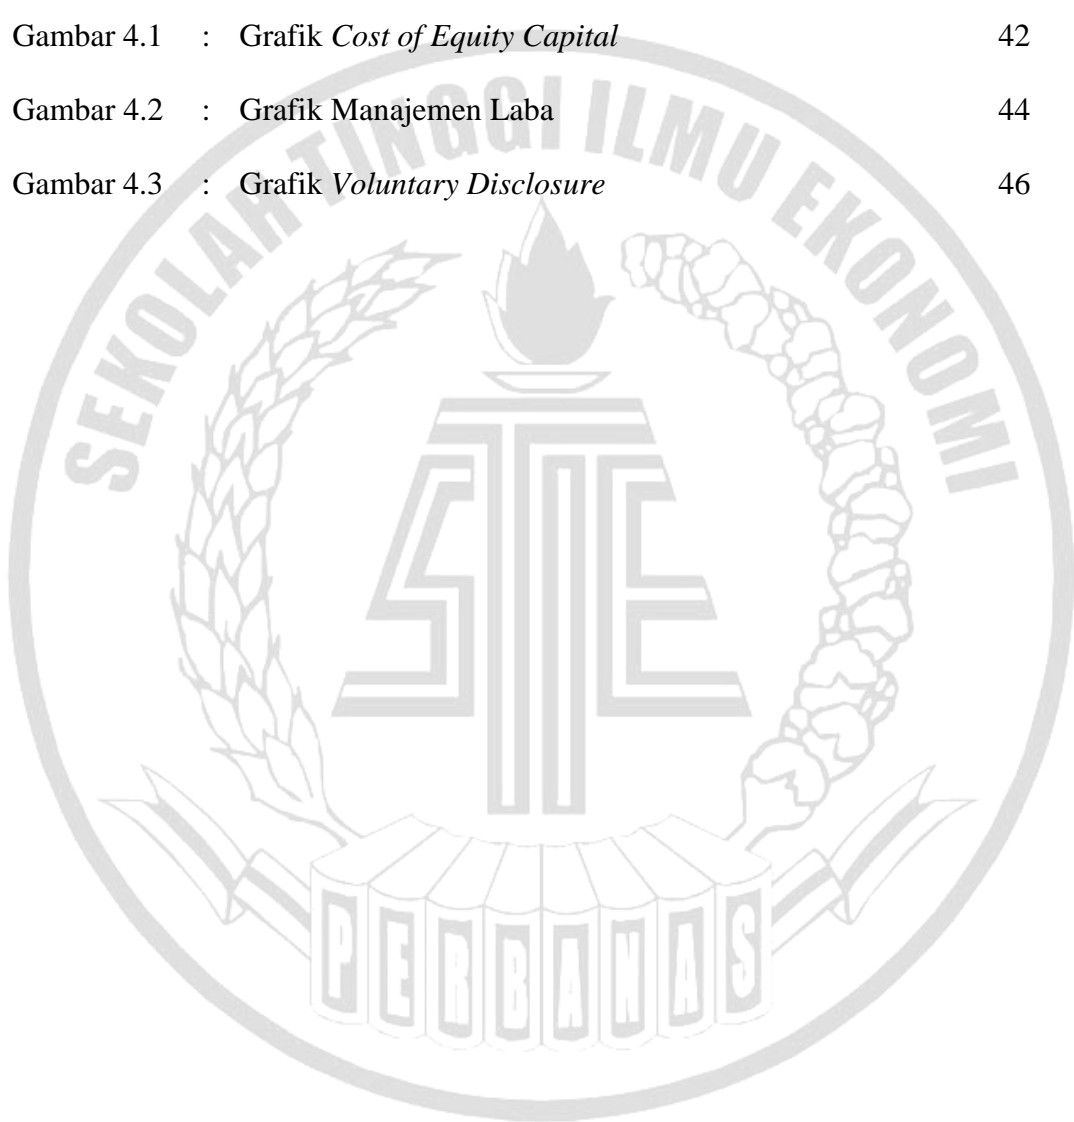 Gambar 4.1 : Grafik Cost of Equity Capital 42
Gambar 4.2 : Grafik Manajemen Laba 44
Gambar 4.3 : Grafik Voluntary Disclosure 46
SEKOLAH TINGGI ILMU EKONOMI
STIE
PERBANAS